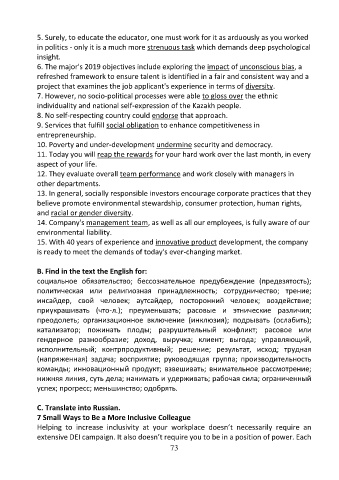 5. Surely, to educate the educator, one must work for it as arduously as you worked
in politics - only it is a much more strenuous task which demands deep psychological
insight.
6. The major's 2019 objectives include exploring the impact of unconscious bias, a
refreshed framework to ensure talent is identified in a fair and consistent way and a
project that examines the job applicant's experience in terms of diversity.
7. However, no socio-political processes were able to gloss over the ethnic
individuality and national self-expression of the Kazakh people.
8. No self-respecting country could endorse that approach.
9. Services that fulfill social obligation to enhance competitiveness in
entrepreneurship.
10. Poverty and under-development undermine security and democracy.
11. Today you will reap the rewards for your hard work over the last month, in every
aspect of your life.
12. They evaluate overall team performance and work closely with managers in
other departments.
13. In general, socially responsible investors encourage corporate practices that they
believe promote environmental stewardship, consumer protection, human rights,
and racial or gender diversity.
14. Company's management team, as well as all our employees, is fully aware of our
environmental liability.
15. With 40 years of experience and innovative product development, the company
is ready to meet the demands of today's ever-changing market.
B. Find in the text the English for:
социальное обязательство; бессознательное предубеждение (предвзятость);
политическая или религиозная принадлежность; сотрудничество; трение;
инсайдер, свой человек; аутсайдер, посторонний человек; воздействие;
приукрашивать (что-л.); преуменьшать; расовые и этнические различия;
преодолеть; организационное включение (инклюзия); подрывать (ослабить);
катализатор; пожинать плоды; разрушительный конфликт; расовое или
гендерное разнообразие; доход, выручка; клиент; выгода; управляющий,
исполнительный; контрпродуктивный; решение; результат, исход; трудная
(напряженная) задача; восприятие; руководящая группа; производительность
команды; инновационный продукт; взвешивать; внимательное рассмотрение;
нижняя линия, суть дела; нанимать и удерживать; рабочая сила; ограниченный
успех; прогресс; меньшинство; одобрять.
C. Translate into Russian.
7 Small Ways to Be a More Inclusive Colleague
Helping to increase inclusivity at your workplace doesn't necessarily require an
extensive DEI campaign. It also doesn't require you to be in a position of power. Each
73